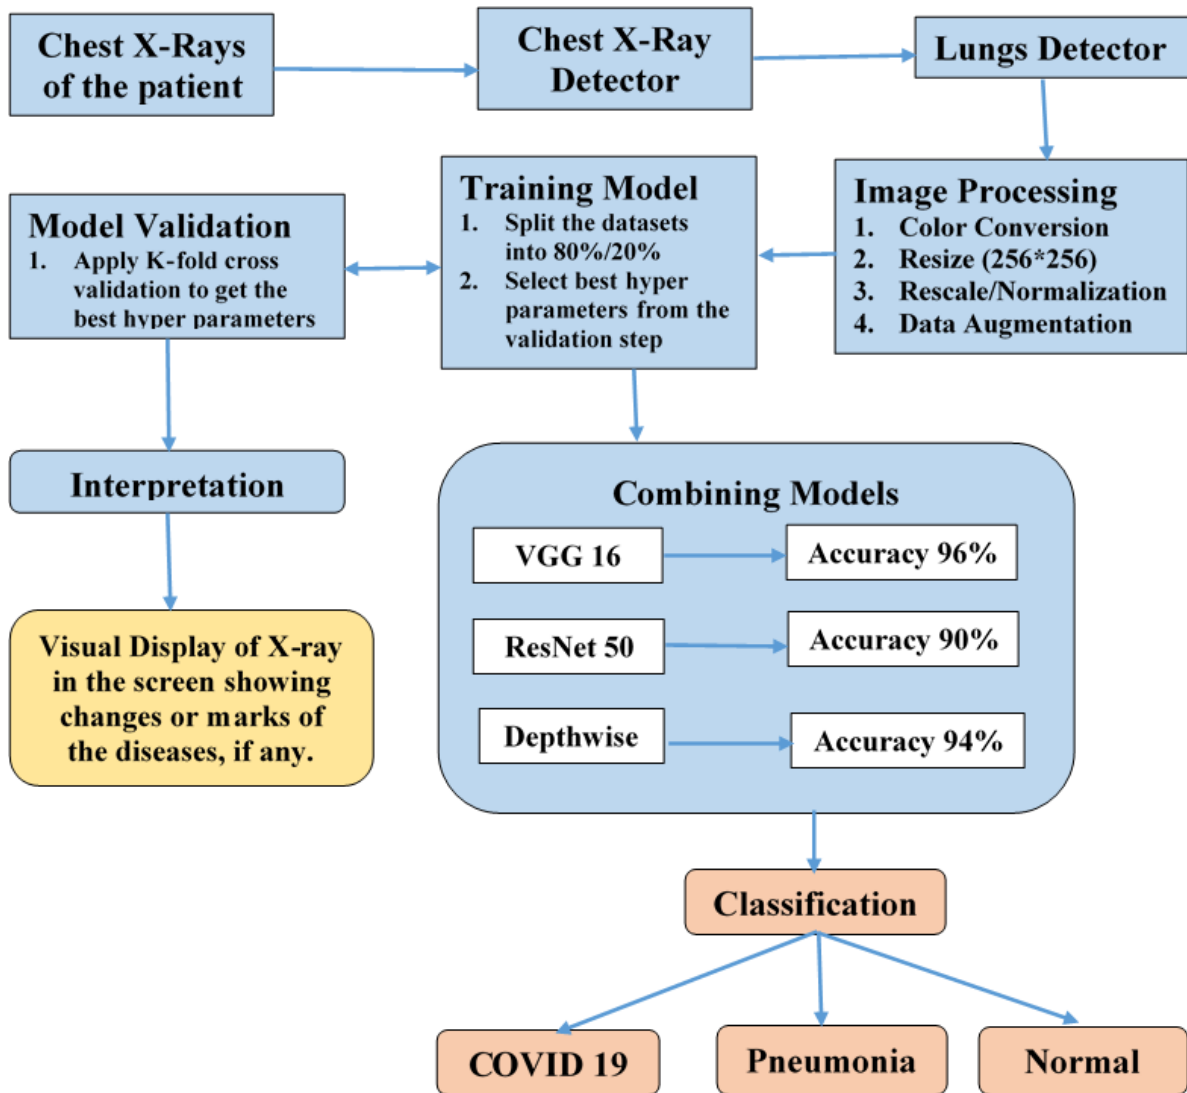 Chest X-Rays
of the patient
Chest X-Ray
Detector
Lungs Detector
Image Processing
1. Color Conversion
2. Resize (256*256)
3. Rescale/Normalization
4. Data Augmentation
Training Model
1. Split the datasets
into 80%/20%
2. Select best hyper
parameters from the
validation step
Model Validation
1. Apply K-fold cross
validation to get the
best hyper parameters
Interpretation
Visual Display of X-ray
in the screen showing
changes or marks of
the diseases, if any.
Combining Models
VGG 16
Accuracy 96%
ResNet 50
Accuracy 90%
Depthwise
Accuracy 94%
Classification
COVID 19
Pneumonia
Normal